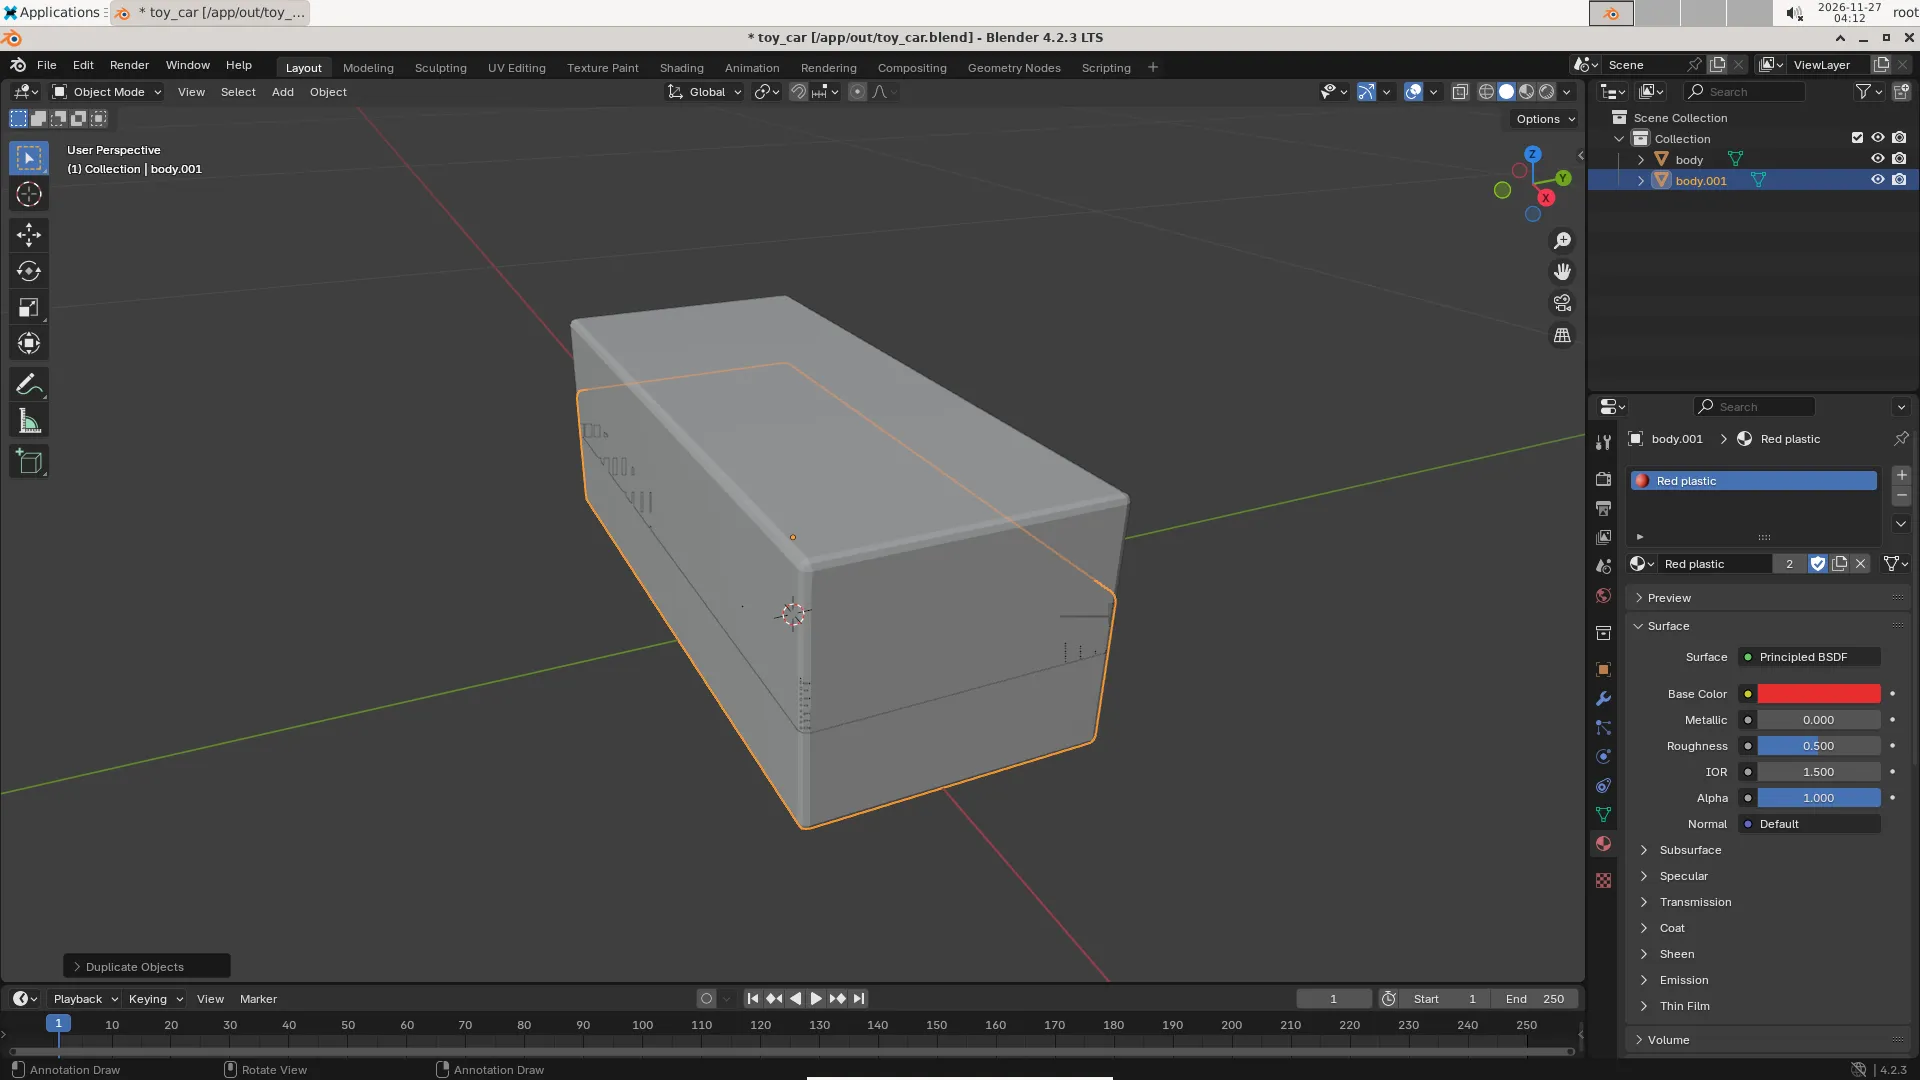 Applications
* toy_car [/app/out/toy_...
2026-11-27
04:12
root
* toy_car [/app/out/toy_car.blend] - Blender 4.2.3 LTS
File Edit Render Window Help
Layout Modeling Sculpting UV Editing Texture Paint Shading Animation Rendering Compositing Geometry Nodes Scripting
Scene
ViewLayer
Object Mode View Select Add Object
Global
Search
Options
User Perspective
(1) Collection | body.001
Z
Y
X
Scene Collection
Collection
body
body.001
Search
body.001 > Red plastic
Red plastic
Red plastic 2
Preview
Surface
Surface Principled BSDF
Base Color
Metallic 0.000
Roughness 0.500
IOR 1.500
Alpha 1.000
Normal Default
Subsurface
Specular
Transmission
Coat
Sheen
Emission
Thin Film
Volume
Duplicate Objects
Playback Keying View Marker
1
Start 1
End 250
1 10 20 30 40 50 60 70 80 90 100 110 120 130 140 150 160 170 180 190 200 210 220 230 240 250
Annotation Draw
Rotate View
Annotation Draw
4.2.3